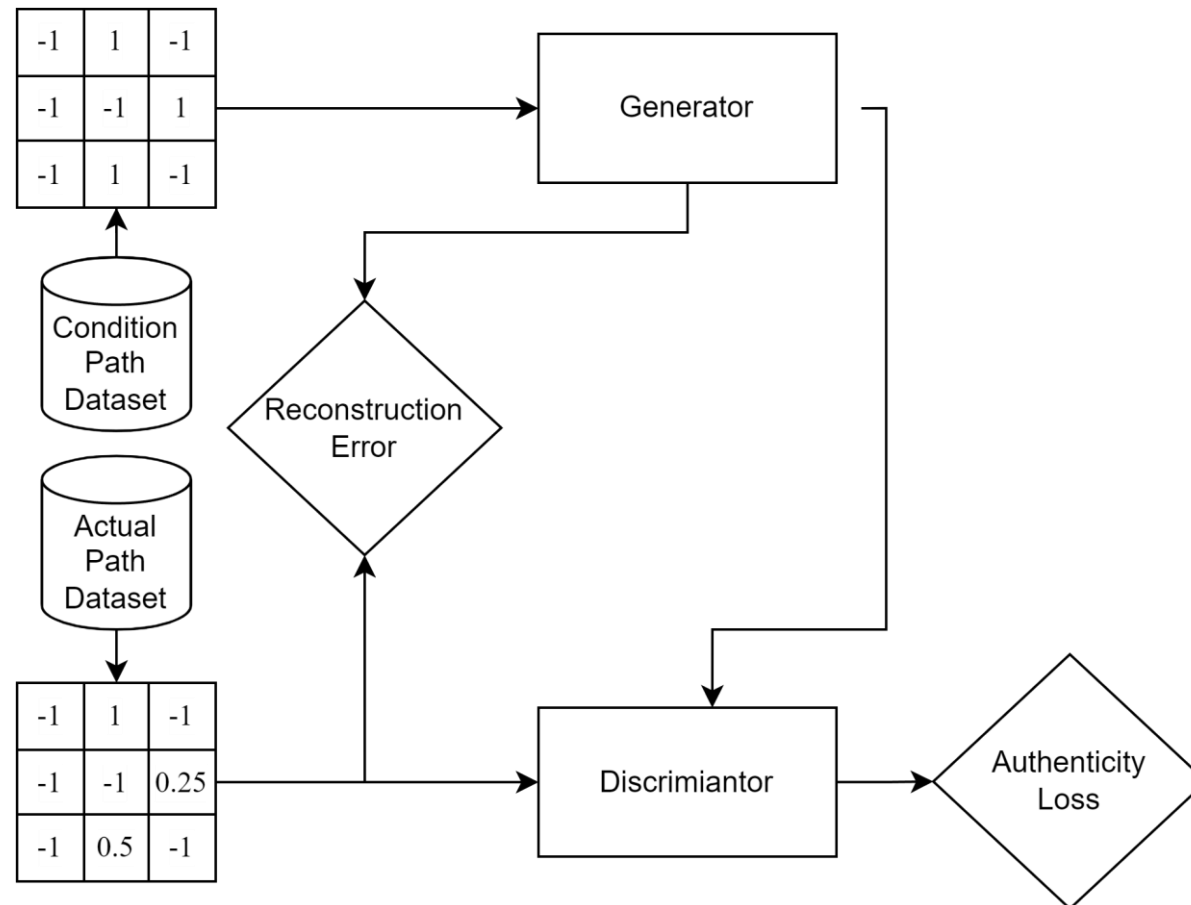 -1 1 -1
-1 -1 1
-1 1 -1
Generator
Condition
Path
Dataset
Reconstruction
Error
Actual
Path
Dataset
-1 1 -1
-1 -1 0.25
-1 0.5 -1
Discrimiantor
Authenticity
Loss